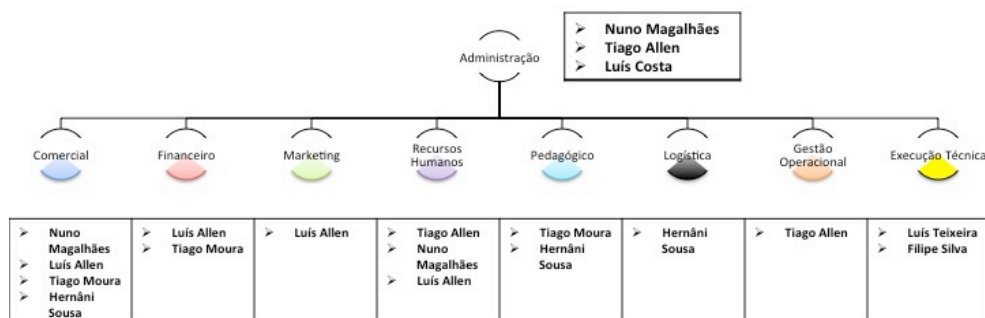 Administração
Nuno Magalhães
Tiago Allen
Luís Costa
Comercial
Financeiro
Marketing
Recursos
Humanos
Pedagógico
Logística
Gestão
Operacional
Execução Técnica
Nuno
Magalhães
Luís Allen
Tiago Moura
Hernâni
Sousa
Luís Allen
Tiago Moura
Luís Allen
Tiago Allen
Nuno
Magalhães
Luís Allen
Tiago Moura
Hernâni
Sousa
Hernâni
Sousa
Tiago Allen
Luís Teixeira
Filipe Silva